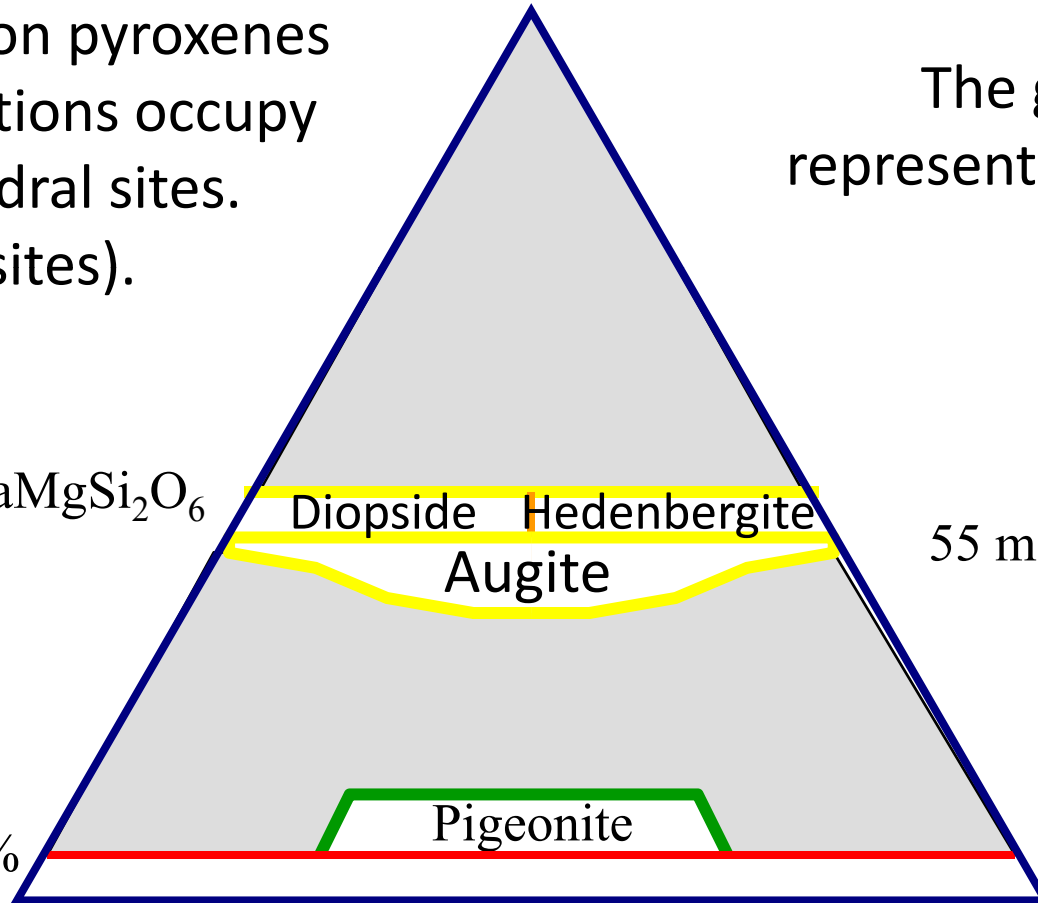 on pyroxenes
tions occupy
dral sites.
sites).
The g
represent
aMgSi₂O₆
Diopside
Hedenbergite
55 m
Augite
Pigeonite
%